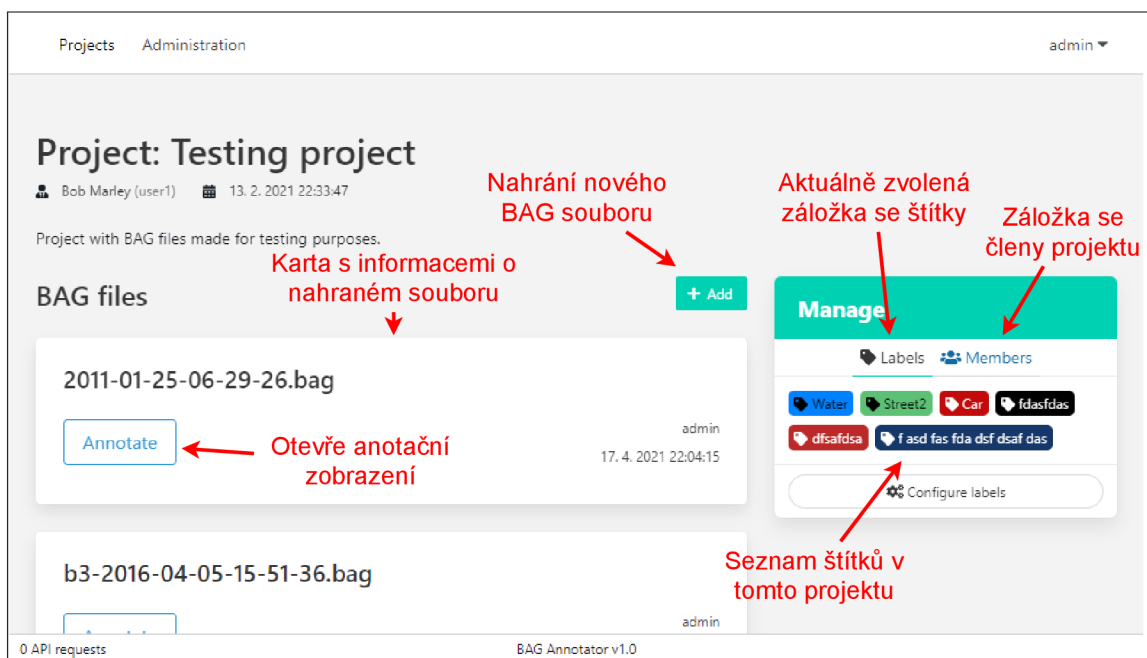 Projects Administration admin
Project: Testing project
Bob Marley (user1) 13. 2. 2021 22:33:47
Project with BAG files made for testing purposes.
Nahrání nového
BAG souboru
Aktuálně zvolená
záložka se štítky
Záložka se
členy projektu
Karta s informacemi o
nahraném souboru
BAG files
+ Add
Manage
Labels Members
Water Street2 Car fdasfdas
dfsafdsa f asd fas fda dsf dsaf das
Configure labels
2011-01-25-06-29-26.bag
Annotate
Otevře anotační
zobrazení
admin
17. 4. 2021 22:04:15
Seznam štítků v
tomto projektu
b3-2016-04-05-15-51-36.bag
admin
0 API requests BAG Annotator v1.0